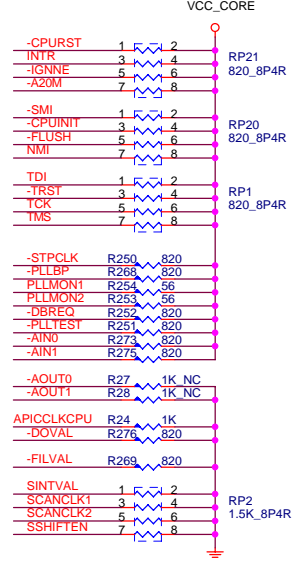 VCC_CORE
-CPURST 1 2 RP21
INTR 3 4 820_8P4R
-IGNNE 5 6
-A20M 7 8
-SMI 1 2 RP20
-CPUINIT 3 4 820_8P4R
-FLUSH 5 6
NMI 7 8
TDI 1 2 RP1
-TRST 3 4 820_8P4R
TCK 5 6
TMS 7 8
-STPCLK R250 820
-PLLBP R268 820
PLLMON1 R254 56
PLLMON2 R253 56
-DBREQ R252 820
-PLLTEST R251 820
-AIN0 R273 820
-AIN1 R275 820
-AOUT0 R27 1K_NC
-AOUT1 R28 1K_NC
APICCLKCPU R24 1K
-DOVAL R276 820
-FILVAL R269 820
SINTVAL 1 2 RP2
SCANCLK1 3 4 1.5K_8P4R
SCANCLK2 5 6
SSHIFTEN 7 8